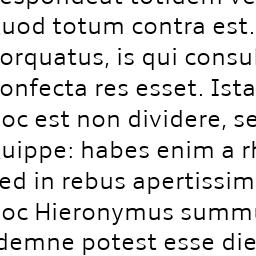 espondeat totidem ve
uod totum contra est.
orquatus, is qui consu
onfecta res esset. Ista
oc est non dividere, se
uippe: habes enim a rh
ed in rebus apertissim
oc Hieronymus summu
demne potest esse die